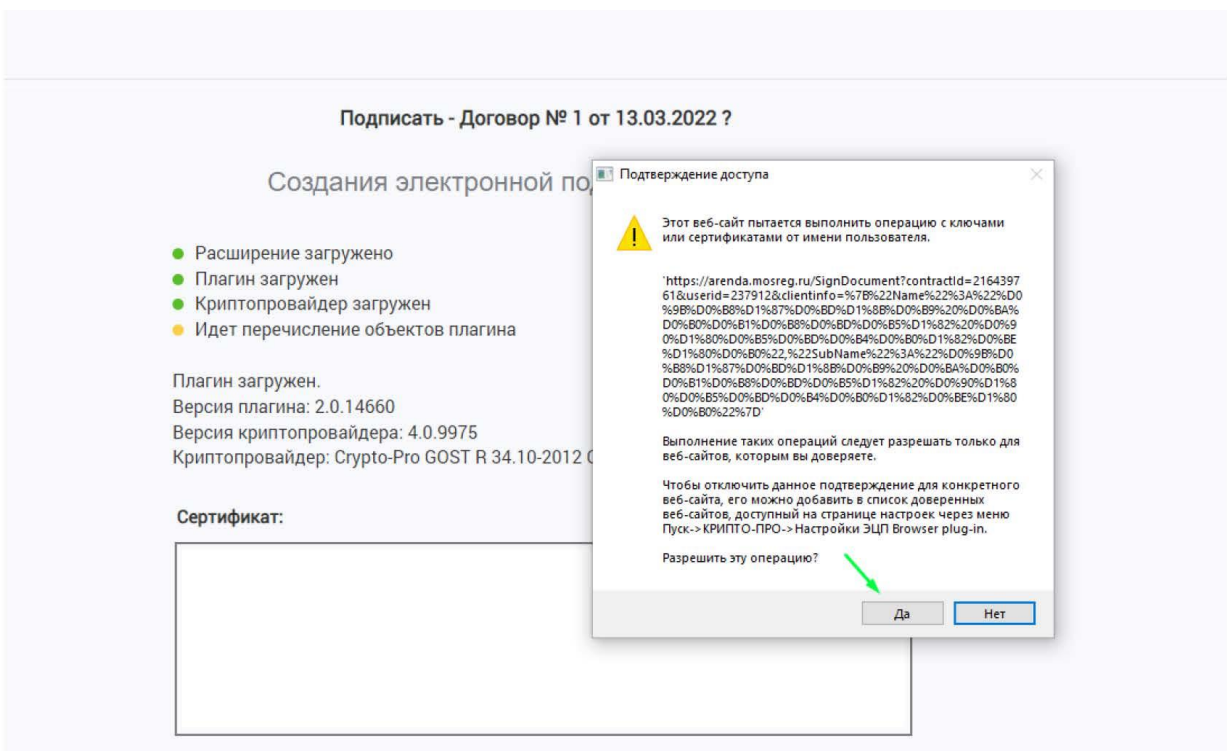 Подписать - Договор № 1 от 13.03.2022 ?
Создания электронной по
Расширение загружено
Плагин загружен
Криптопровайдер загружен
Идет перечисление объектов плагина
Плагин загружен.
Версия плагина: 2.0.14660
Версия криптопровайдера: 4.0.9975
Криптопровайдер: Crypto-Pro GOST R 34.10-2012
Сертификат:
Подтверждение доступа
Этот веб-сайт пытается выполнить операцию с ключами
или сертификатами от имени пользователя.
`https://arenda.mosreg.ru/SignDocument?contractId=2164397
61&userid=237912&clientinfo=%7B%22Name%22%3A%22%D0
%9B%D0%B8%D1%87%D0%BD%D1%8B%D0%B9%20%D0%BA%
D0%B0%D0%B1%D0%B8%D0%BD%D0%B5%D1%82%20%D0%9
0%D1%80%D0%B5%D0%BD%D0%B4%D0%B0%D1%82%D0%BE
%D1%80%D0%B0%22,%22SubName%22%3A%22%D0%9B%D0
%B8%D1%87%D0%BD%D1%8B%D0%B9%20%D0%BA%D0%B0%
D0%B1%D0%B8%D0%BD%D0%B5%D1%82%20%D0%90%D1%8
0%D0%B5%D0%BD%D0%B4%D0%B0%D1%82%D0%BE%D1%80
%D0%B0%22%7D`
Выполнение таких операций следует разрешать только для
веб-сайтов, которым вы доверяете.
Чтобы отключить данное подтверждение для конкретного
веб-сайта, его можно добавить в список доверенных
веб-сайтов, доступный на странице настроек через меню
Пуск->КРИПТО-ПРО->Настройки ЭЦП Browser plug-in.
Разрешить эту операцию?
Да
Нет